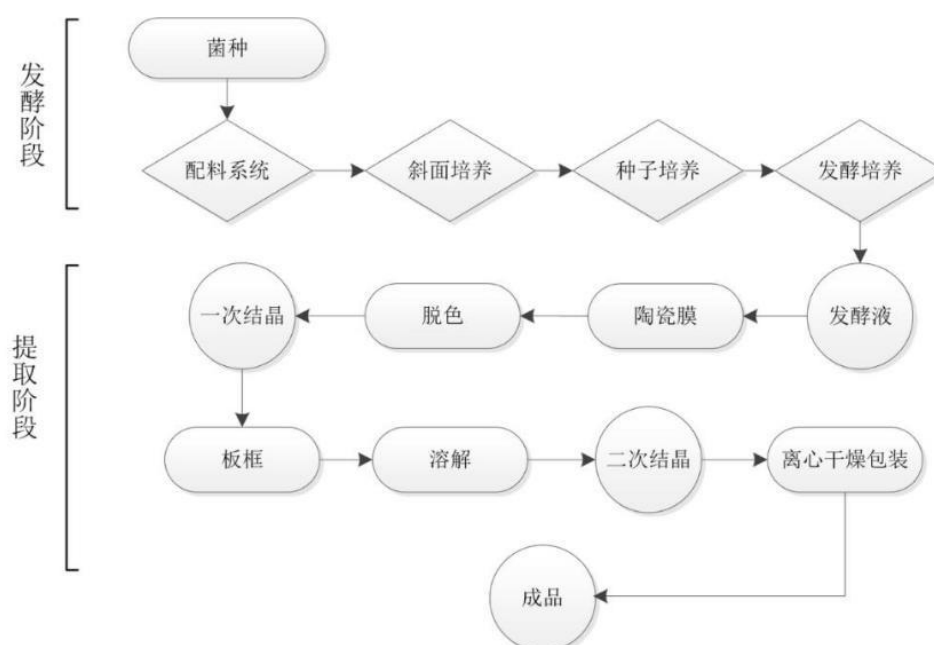 发酵阶段
菌种
配料系统
斜面培养
种子培养
发酵培养
提取阶段
一次结晶
脱色
陶瓷膜
发酵液
板框
溶解
二次结晶
离心干燥包装
成品